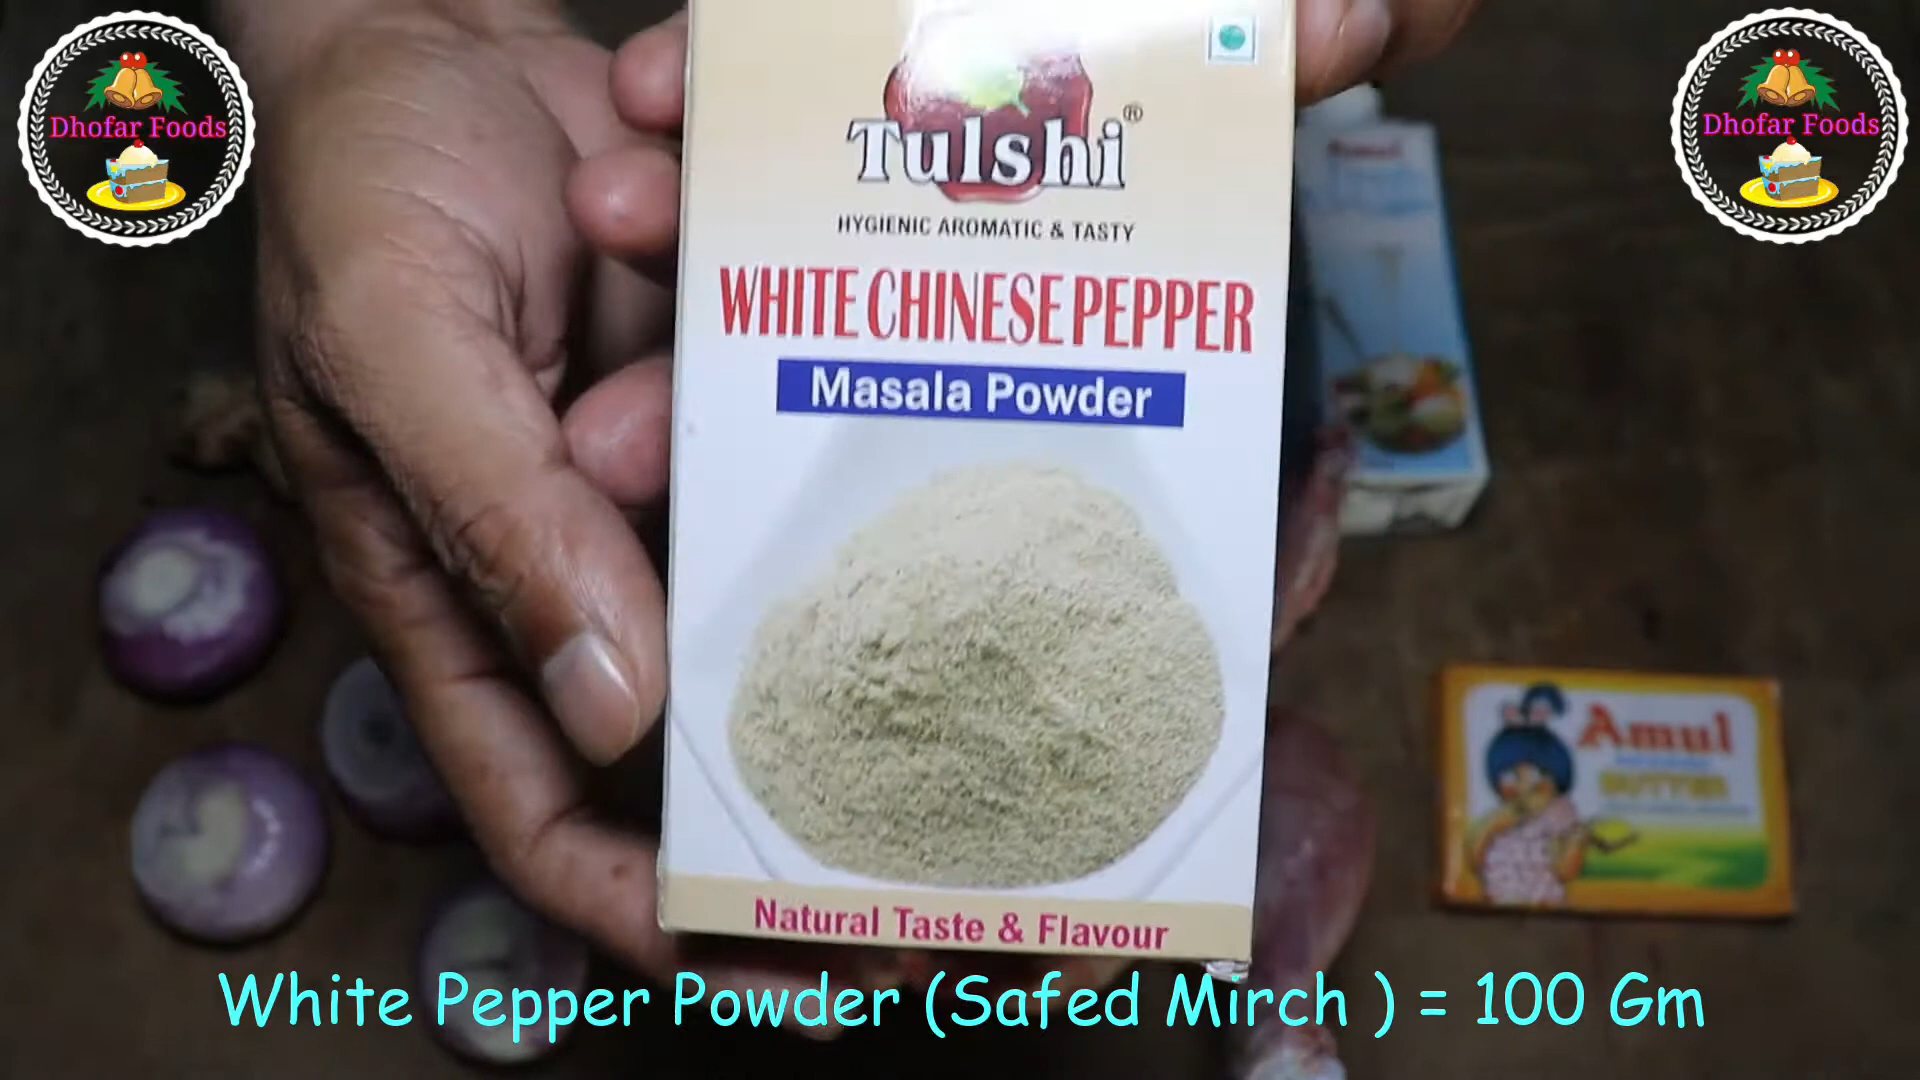 Dhofar Foods
Dhofar Foods
Tulshi®
HYGIENIC AROMATIC & TASTY
WHITE CHINESE PEPPER
Masala Powder
Natural Taste & Flavour
Amul
BUTTER
White Pepper Powder (Safed Mirch ) = 100 Gm